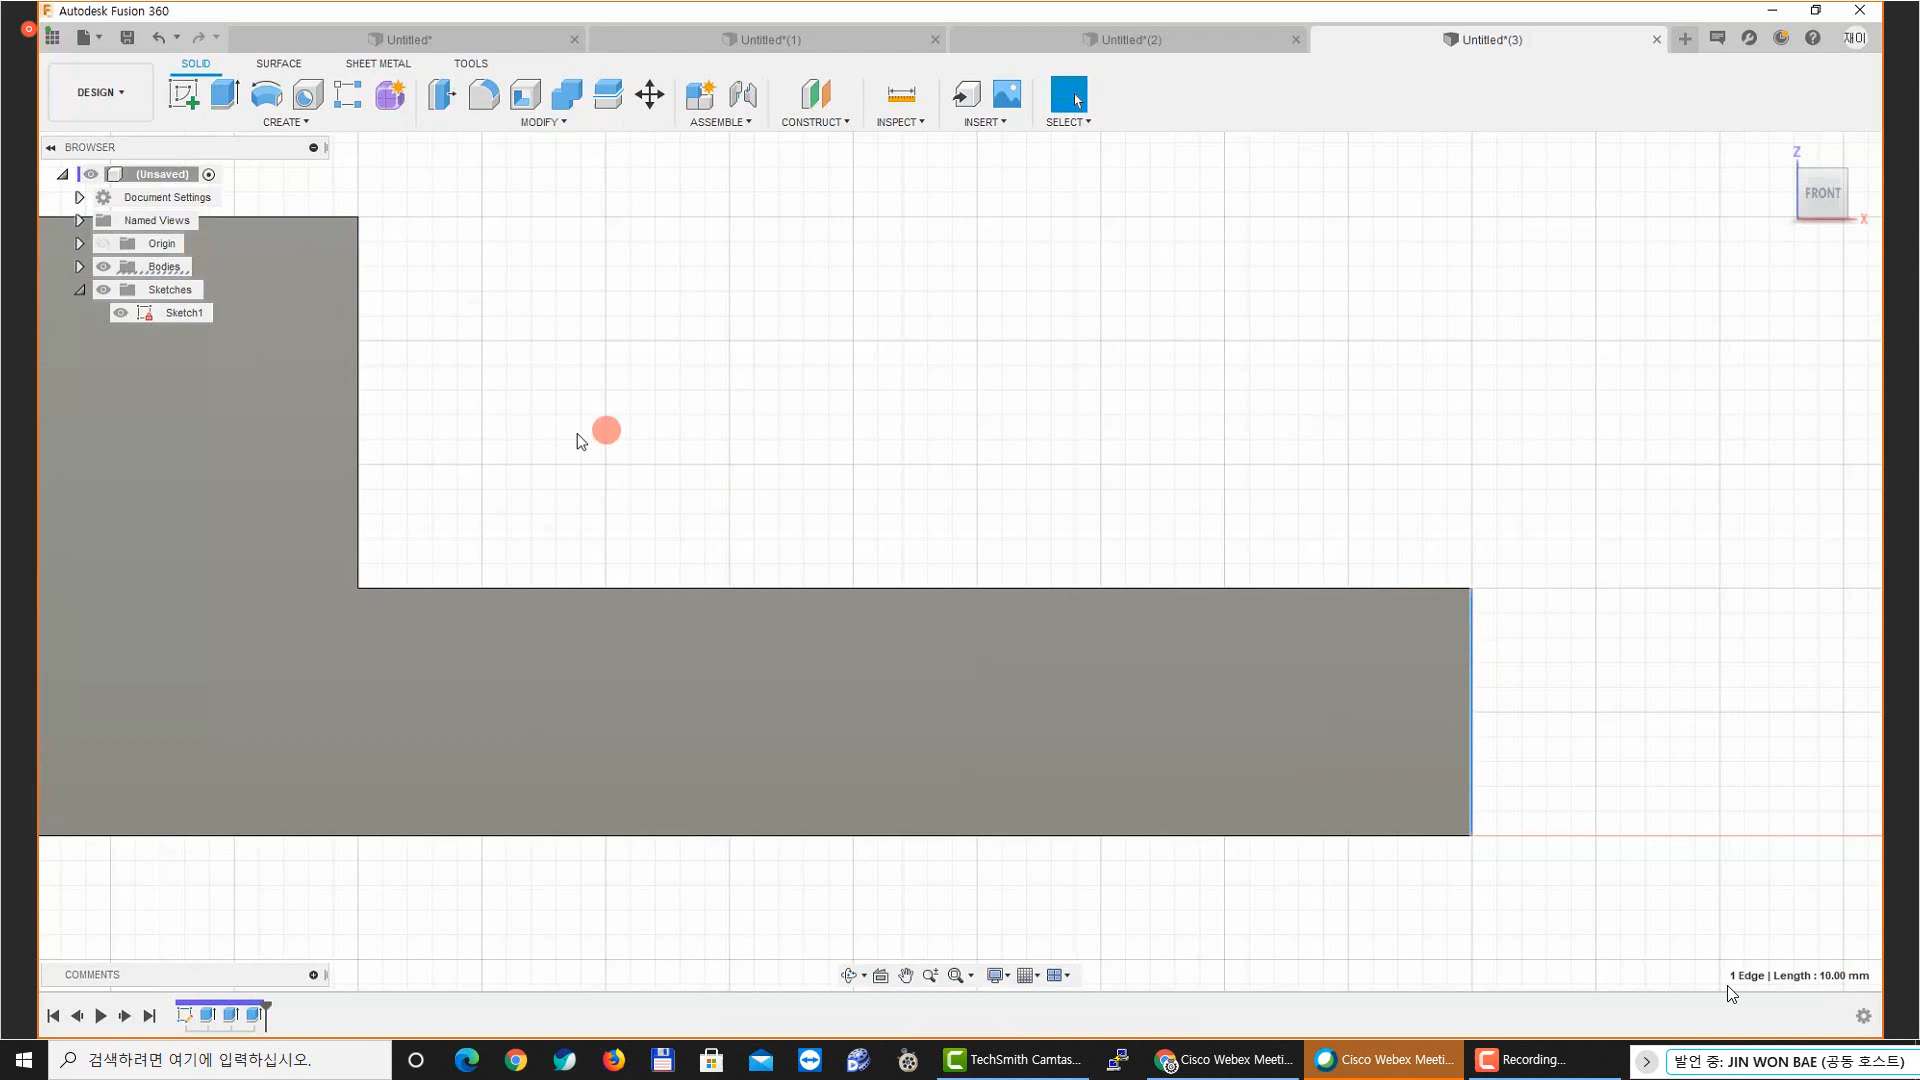 Autodesk Fusion 360
Untitled*
Untitled*(1)
Untitled*(2)
Untitled*(3)
재이
SOLID
SURFACE
SHEET METAL
TOOLS
DESIGN
CREATE
MODIFY
ASSEMBLE
CONSTRUCT
INSPECT
INSERT
SELECT
BROWSER
(Unsaved)
Document Settings
Named Views
Origin
Bodies
Sketches
Sketch1
Z
FRONT
X
COMMENTS
1 Edge | Length : 10.00 mm
검색하려면 여기에 입력하십시오.
TechSmith Camtas...
Cisco Webex Meeti...
Cisco Webex Meeti...
Recording...
발언 중: JIN WON BAE (공동 호스트)